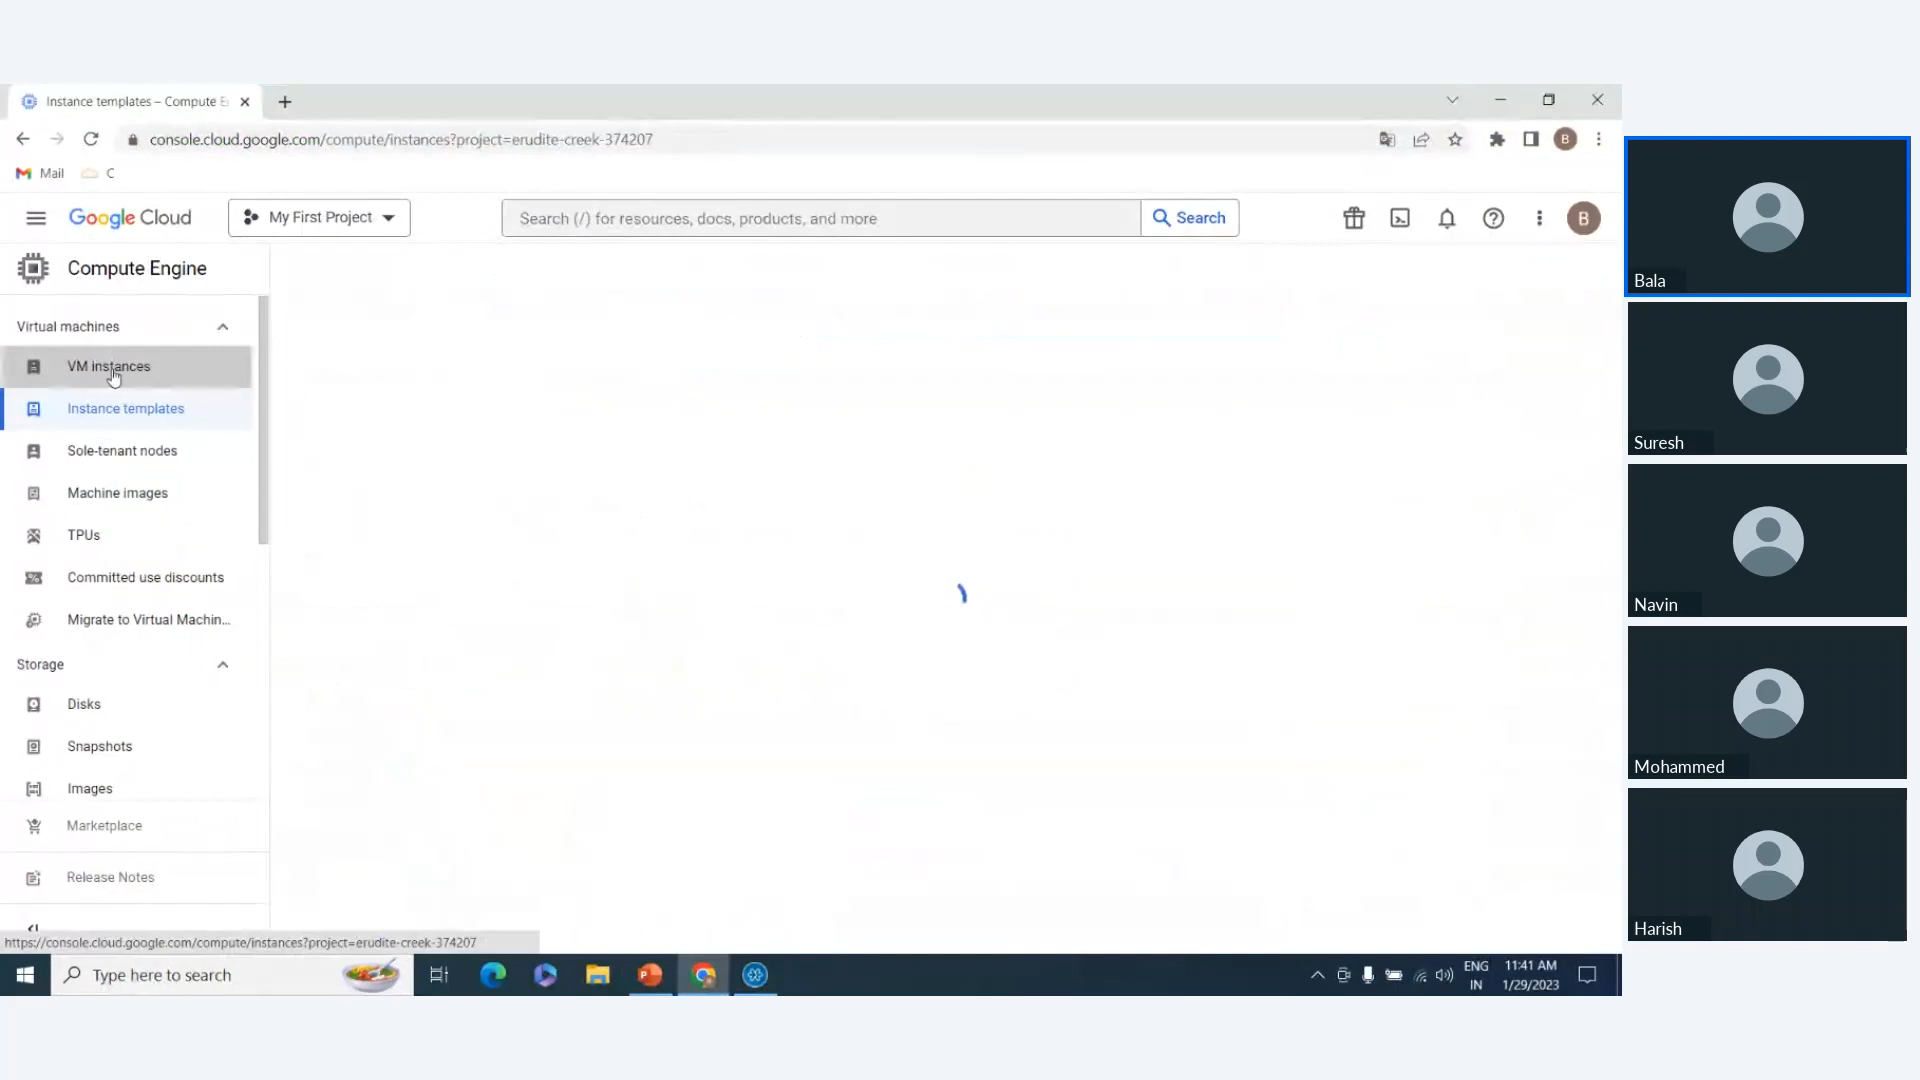 Instance templates – Compute E
console.cloud.google.com/compute/instances?project=erudite-creek-374207
B
Mail
C
Google Cloud
My First Project
Search (/) for resources, docs, products, and more
Search
B
Compute Engine
Virtual machines
VM instances
Instance templates
Sole-tenant nodes
Machine images
TPUs
Committed use discounts
Migrate to Virtual Machin...
Storage
Disks
Snapshots
Images
Marketplace
Release Notes
https://console.cloud.google.com/compute/instances?project=erudite-creek-374207
Type here to search
ENG
IN
11:41 AM
1/29/2023
Bala
Suresh
Navin
Mohammed
Harish